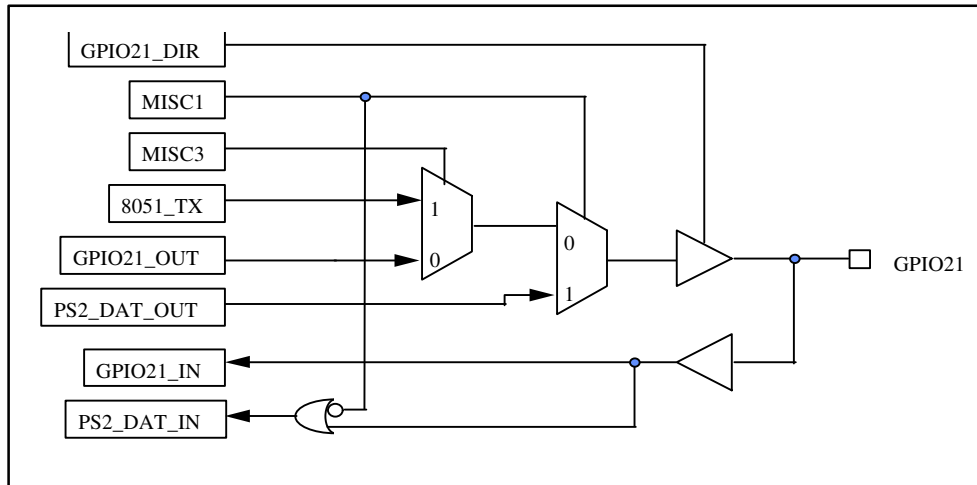 GPIO21_DIR
MISC1
MISC3
8051_TX
1
GPIO21_OUT
0
0
GPIO21
PS2_DAT_OUT
1
GPIO21_IN
PS2_DAT_IN